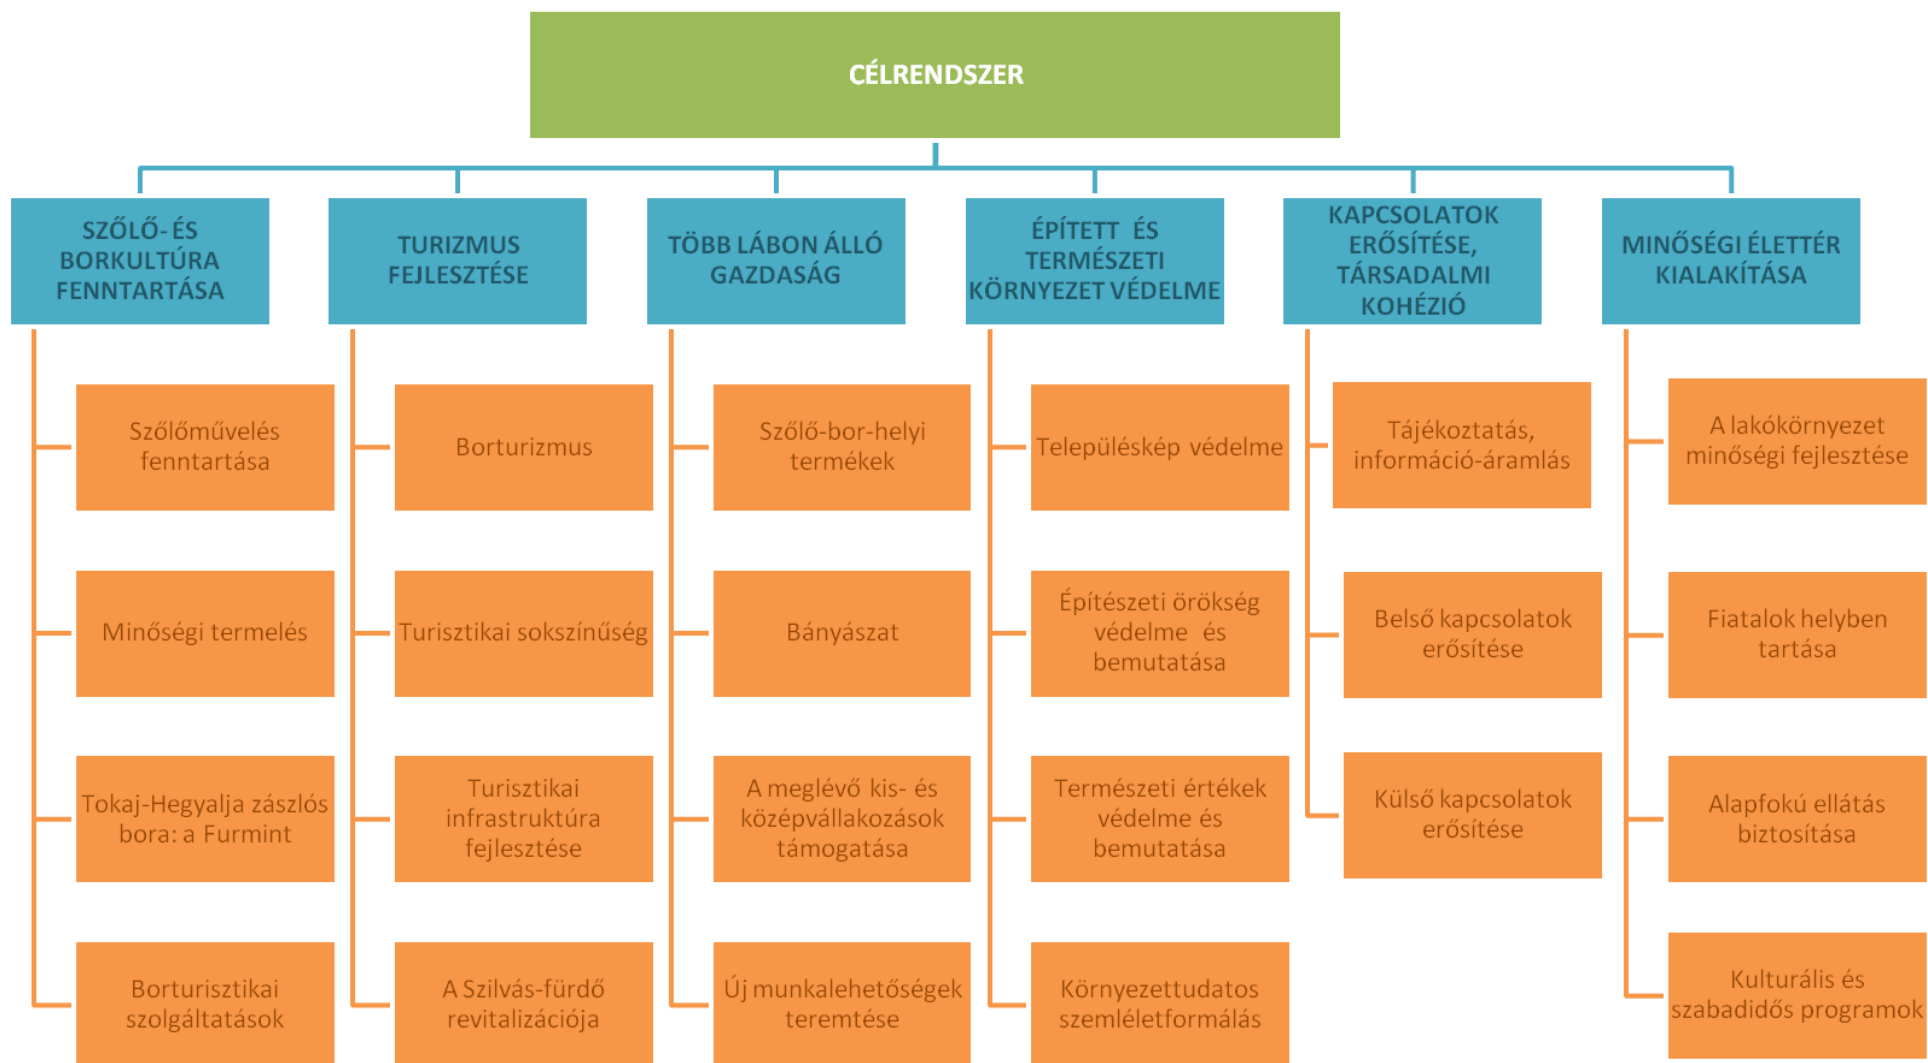 CÉLRENDSZER
SZŐLŐ- ÉS
BORKULTÚRA
FENNTARTÁSA
Szőlőművelés
fenntartása
Minőségi termelés
Tokaj-Hegyalja zászlós
bora: a Furmint
Borturisztikai
szolgáltatások
TURIZMUS
FEJLESZTÉSE
Borturizmus
Turisztikai sokszínűség
Turisztikai
infrastruktúra
fejlesztése
A Szilvás-fürdő
revitalizációja
TÖBB LÁBON ÁLLÓ
GAZDASÁG
Szőlő-bor-helyi
termékek
Bányászat
A meglévő kis- és
középvállakozások
támogatása
Új munkalehetőségek
teremtése
ÉPÍTETT ÉS
TERMÉSZETI
KÖRNYEZET VÉDELME
Településkép védelme
Építészeti örökség
védelme és
bemutatása
Természeti értékek
védelme és
bemutatása
Környezettudatos
szemléletformálás
KAPCSOLATOK
ERŐSÍTÉSE,
TÁRSADALMI
KOHÉZIÓ
Tájékoztatás,
információ-áramlás
Belső kapcsolatok
erősítése
Külső kapcsolatok
erősítése
MINŐSÉGI ÉLETTÉR
KIALAKÍTÁSA
A lakókörnyezet
minőségi fejlesztése
Fiatalok helyben
tartása
Alapfokú ellátás
biztosítása
Kulturális és
szabadidős programok